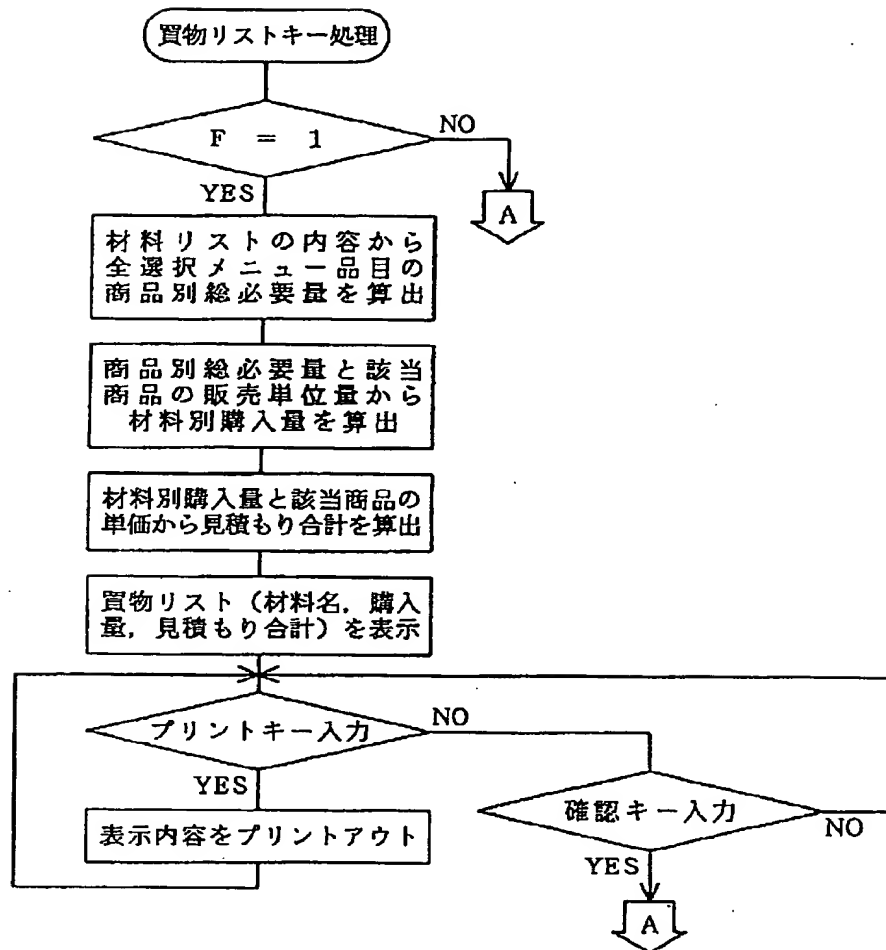 買物リストキー処理
F = 1
NO
YES
A
材料リストの内容から
全選択メニュー品目の
商品別総必要量を算出
商品別総必要量と該当
商品の販売単位量から
材料別購入量を算出
材料別購入量と該当商品の
単価から見積もり合計を算出
買物リスト(材料名,購入
量,見積もり合計)を表示
プリントキー入力
NO
YES
確認キー入力
NO
表示内容をプリントアウト
YES
A